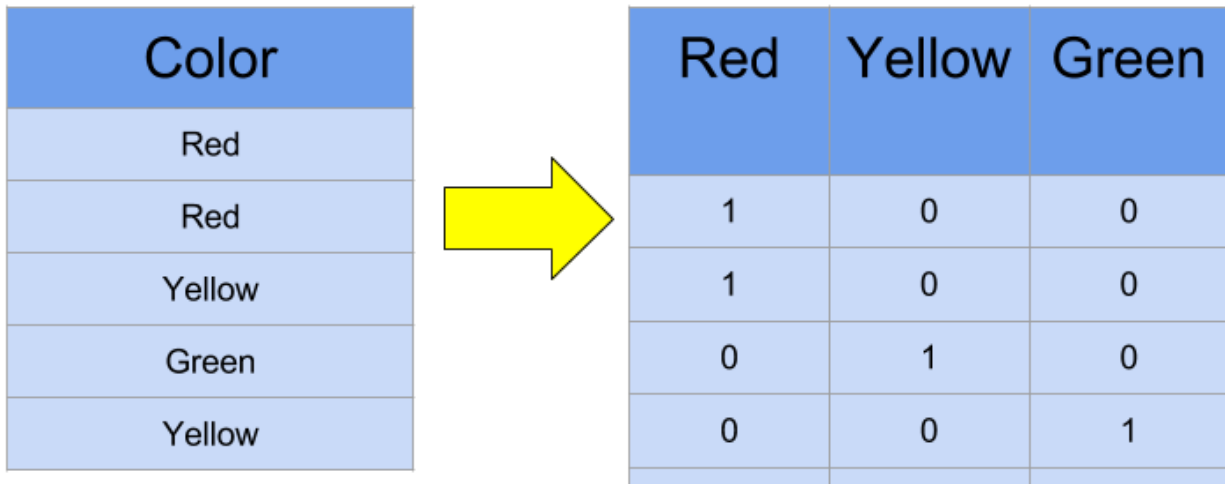 Color
Red
Red
Yellow
Green
Yellow
Red Yellow Green
1 0 0
1 0 0
0 1 0
0 0 1